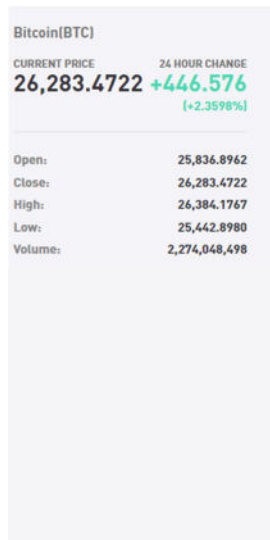 Bitcoin(BTC)
CURRENT PRICE 24 HOUR CHANGE
26,283.4722 +446.576
(+2.3598%)
Open: 25,836.8962
Close: 26,283.4722
High: 26,384.1767
Low: 25,442.8980
Volume: 2,274,048,498